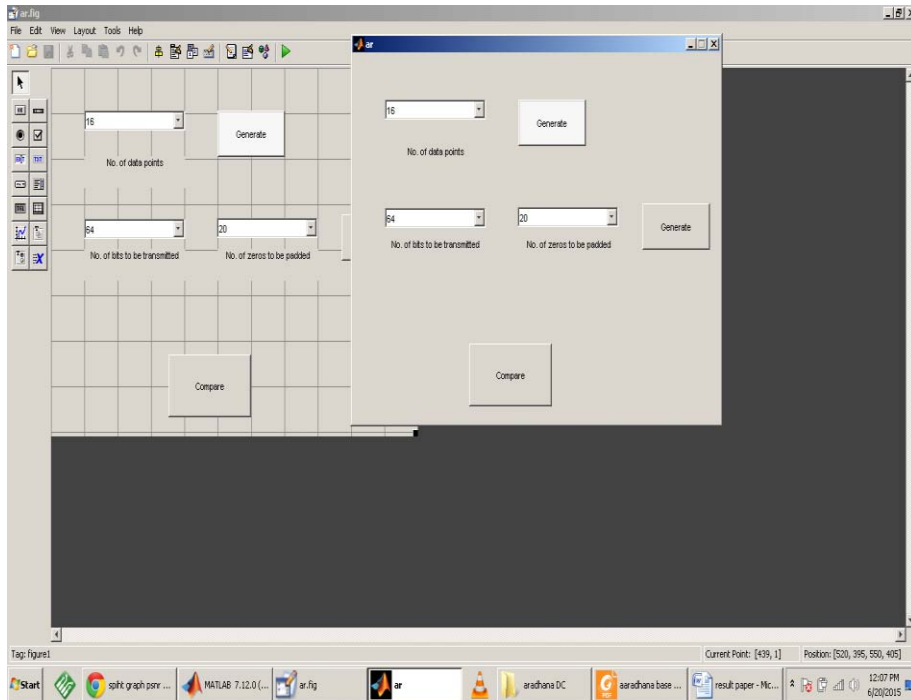 ar.fig
File Edit View Layout Tools Help
16
Generate
No. of data points
64
20
No. of bits to be transmitted
No. of zeros to be padded
Compare
ar
16
Generate
No. of data points
64
20
Generate
No. of bits to be transmitted
No. of zeros to be padded
Compare
Tag: figure1
Current Point: [439, 1]
Position: [520, 395, 550, 405]
Start
spiht graph psnr ...
MATLAB 7.12.0 (...
ar.fig
ar
aradhana DC
aaradhana base ...
result paper - Mic...
12:07 PM
6/20/2015